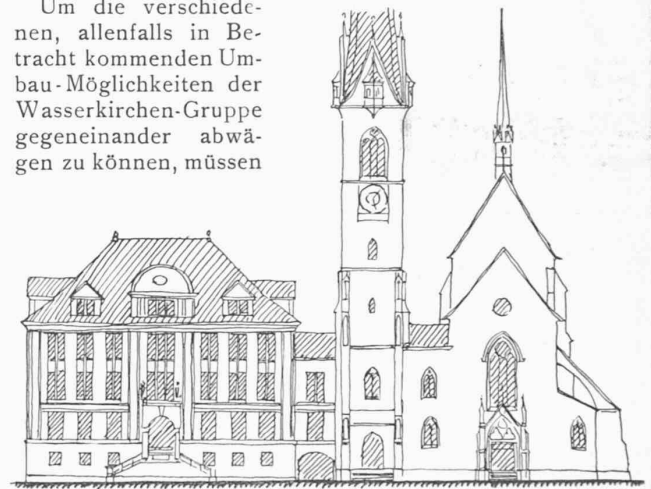 Um die verschiede-
nen, allenfalls in Be-
tracht kommenden Um-
bau-Möglichkeiten der
Wasserkirchen-Gruppe
gegeneinander abwä-
gen zu können, müssen